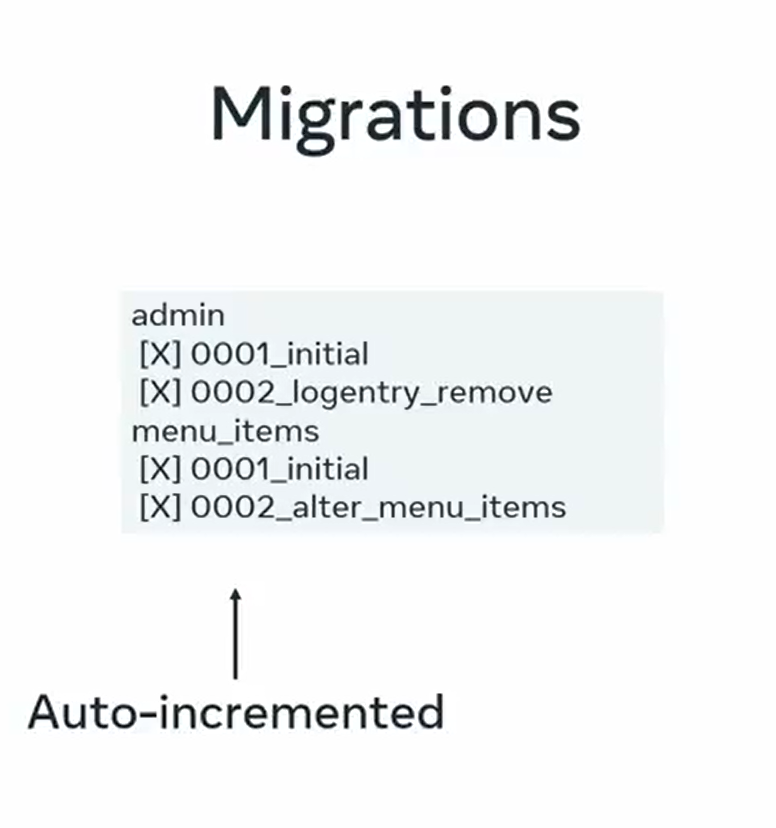 Migrations
admin
[X] 0001_initial
[X] 0002_logentry_remove
menu_items
[X] 0001_initial
[X] 0002_alter_menu_items
Auto-incremented